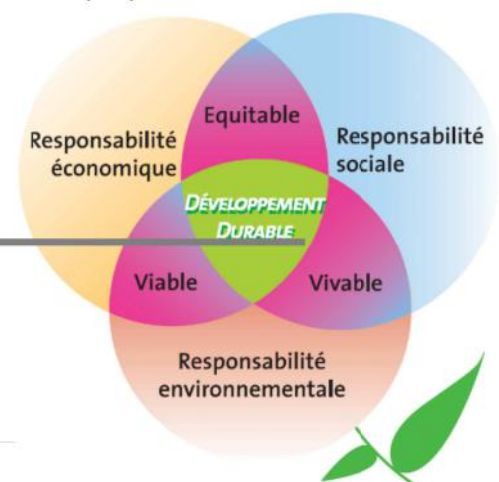 Equitable
Responsabilité
économique
Responsabilité
sociale
DÉVELOPPEMENT
DURABLE
Viable
Vivable
Responsabilité
environnementale